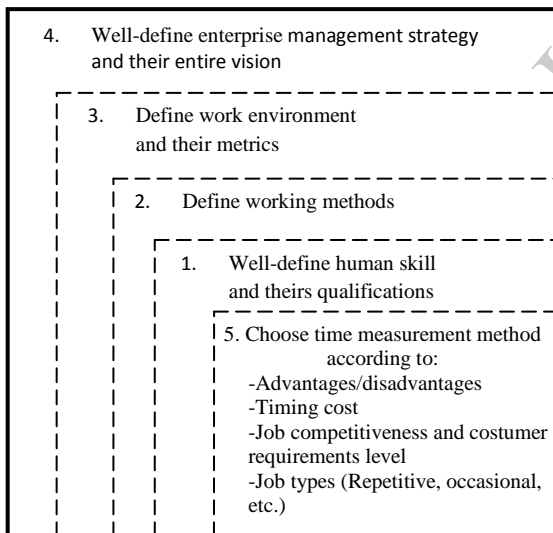 4. Well-define enterprise management strategy
and their entire vision
3. Define work environment
and their metrics
2. Define working methods
1. Well-define human skill
and theirs qualifications
5. Choose time measurement method
according to:
-Advantages/disadvantages
-Timing cost
-Job competitiveness and costumer
requirements level
-Job types (Repetitive, occasional,
etc.)